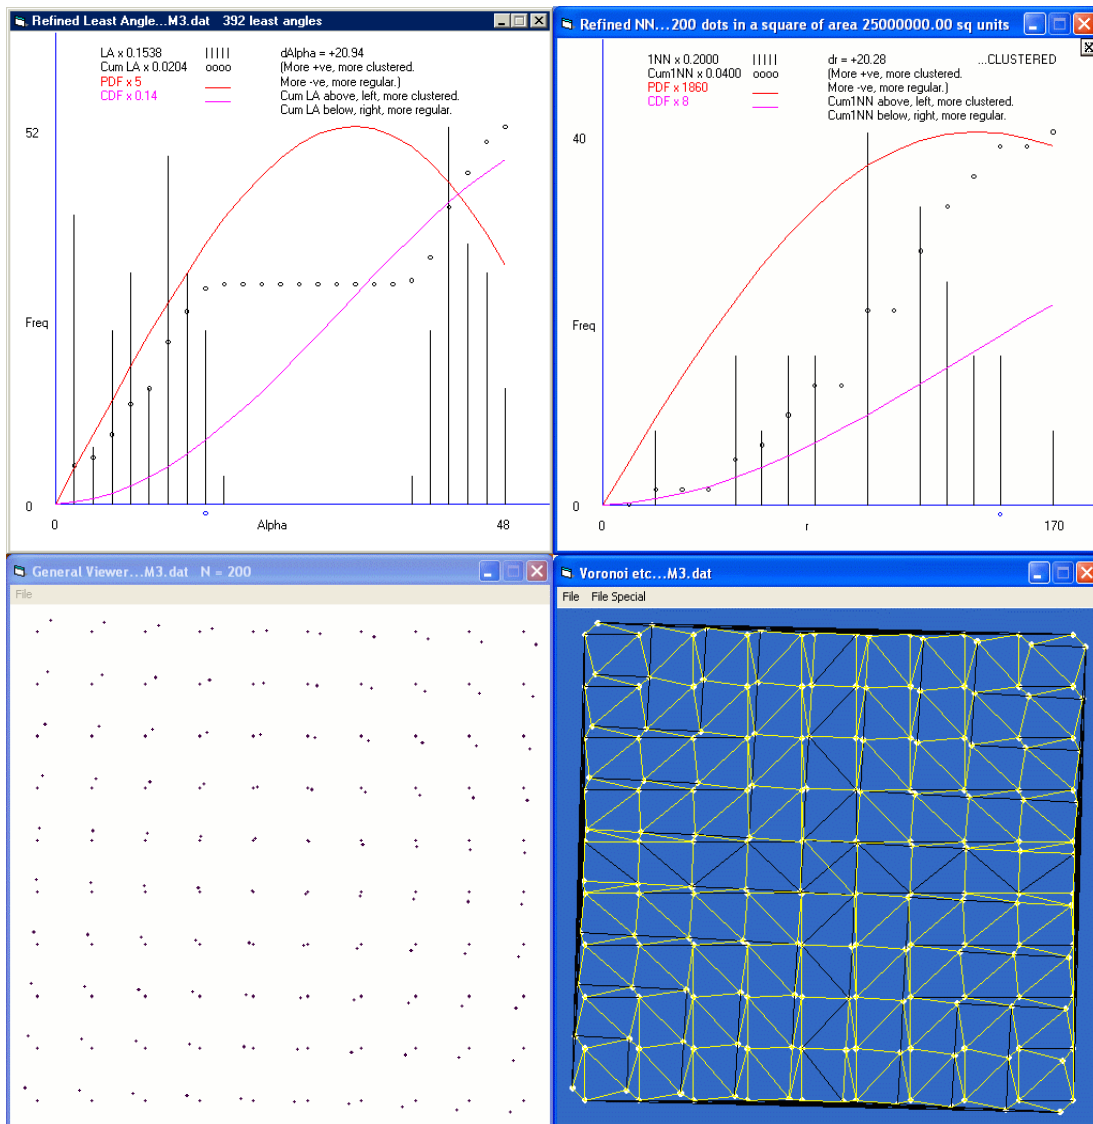 Refined Least Angle...M3.dat 392 least angles
LA x 0.1538 | | | | |
Cum LA x 0.0204 oooo
PDF x 5
CDF x 0.14
dAlpha = +20.94
(More +ve, more clustered.
More -ve, more regular.)
Cum LA above, left, more clustered.
Cum LA below, right, more regular.
52
Freq
0
0
Alpha
48
Refined NN...200 dots in a square of area 25000000.00 sq units
1NN x 0.2000 | | | | |
Cum1NN x 0.0400 oooo
PDF x 1860
CDF x 8
dr = +20.28 ...CLUSTERED
(More +ve, more clustered.
More -ve, more regular.)
Cum1NN above, left, more clustered.
Cum1NN below, right, more regular.
X
40
Freq
0
0
r
170
General Viewer...M3.dat N = 200
File
Voronoi etc...M3.dat
File File Special